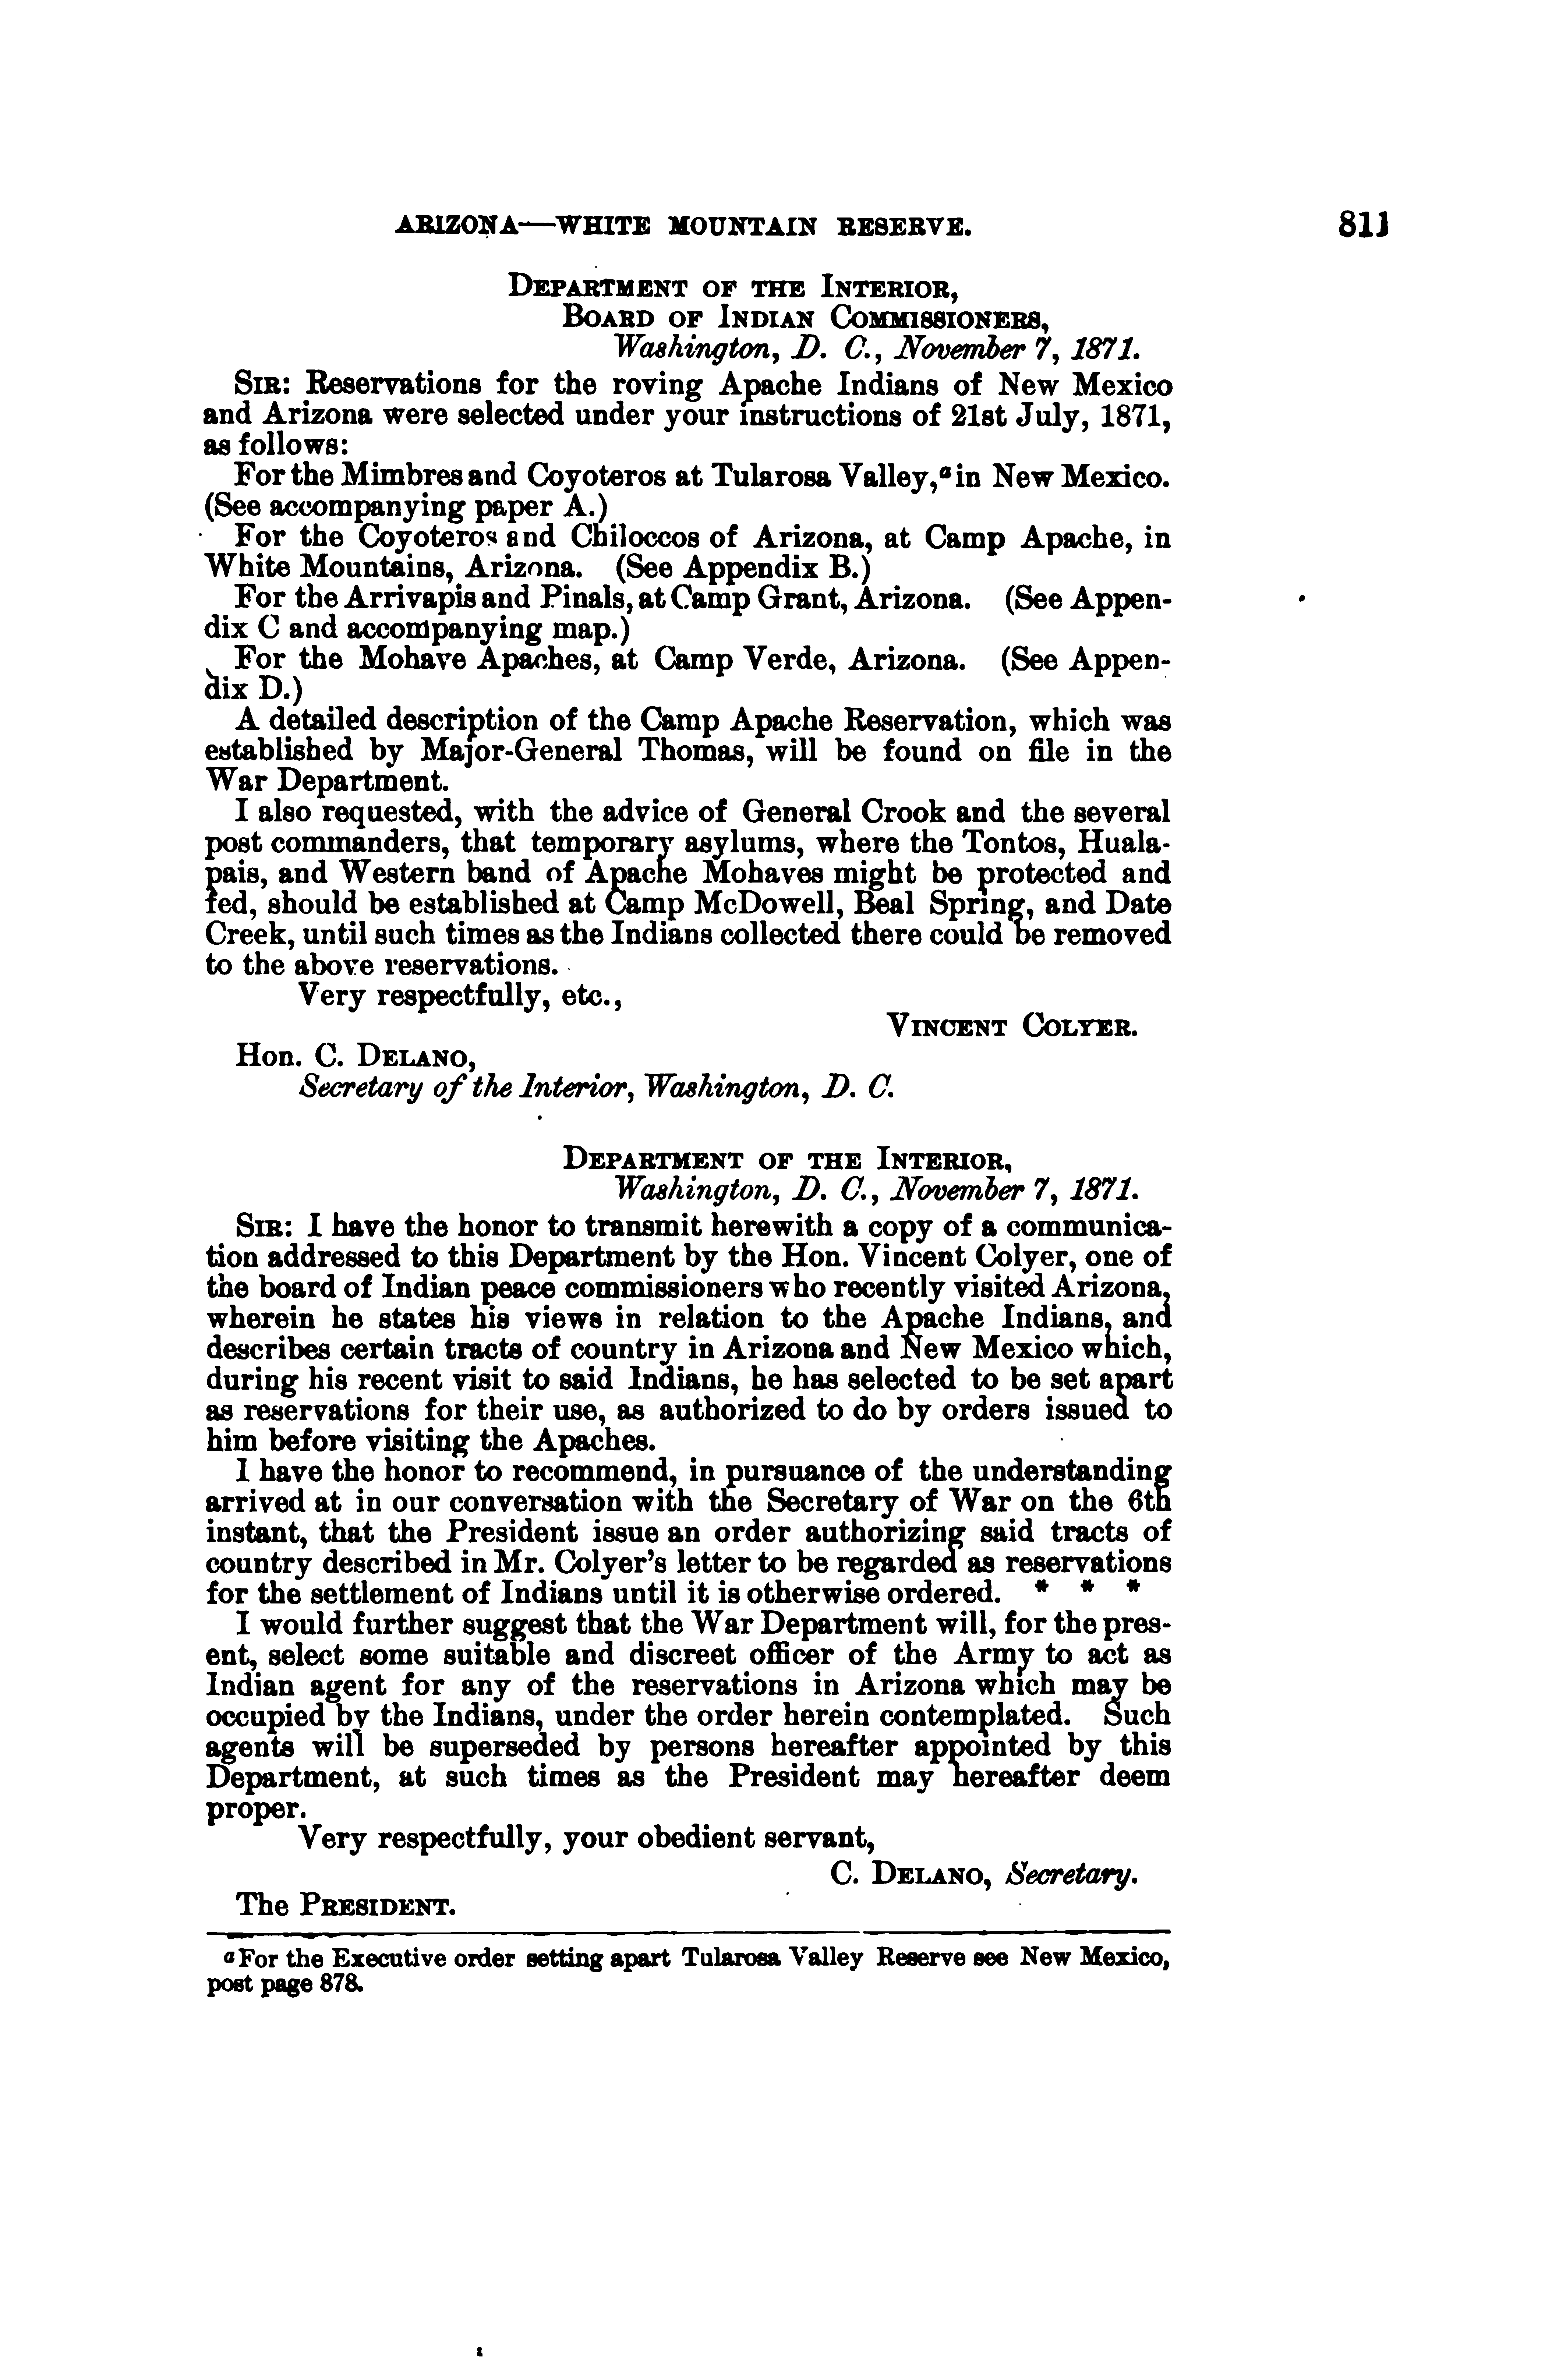 ARIZONA—WHITE MOUNTAIN RESERVE. 811
DEPARTMENT OF THE INTERIOR,
BOARD OF INDIAN COMMISSIONERS,
Washington, D. C., November 7, 1871.
SIR: Reservations for the roving Apache Indians of New Mexico
and Arizona were selected under your instructions of 21st July, 1871,
as follows:
For the Mimbres and Coyoteros at Tularosa Valley,ᵃ in New Mexico.
(See accompanying paper A.)
For the Coyoteros and Chiloccos of Arizona, at Camp Apache, in
White Mountains, Arizona. (See Appendix B.)
For the Arrivapis and Pinals, at Camp Grant, Arizona. (See Appen-
dix C and accompanying map.)
For the Mohave Apaches, at Camp Verde, Arizona. (See Appen-
dix D.)
A detailed description of the Camp Apache Reservation, which was
established by Major-General Thomas, will be found on file in the
War Department.
I also requested, with the advice of General Crook and the several
post commanders, that temporary asylums, where the Tontos, Huala-
pais, and Western band of Apache Mohaves might be protected and
fed, should be established at Camp McDowell, Beal Spring, and Date
Creek, until such times as the Indians collected there could be removed
to the above reservations.
Very respectfully, etc.,
VINCENT COLYER.
Hon. C. DELANO,
Secretary of the Interior, Washington, D. C.
DEPARTMENT OF THE INTERIOR,
Washington, D. C., November 7, 1871.
SIR: I have the honor to transmit herewith a copy of a communica-
tion addressed to this Department by the Hon. Vincent Colyer, one of
the board of Indian peace commissioners who recently visited Arizona,
wherein he states his views in relation to the Apache Indians, and
describes certain tracts of country in Arizona and New Mexico which,
during his recent visit to said Indians, he has selected to be set apart
as reservations for their use, as authorized to do by orders issued to
him before visiting the Apaches.
I have the honor to recommend, in pursuance of the understanding
arrived at in our conversation with the Secretary of War on the 6th
instant, that the President issue an order authorizing said tracts of
country described in Mr. Colyer's letter to be regarded as reservations
for the settlement of Indians until it is otherwise ordered. * * *
I would further suggest that the War Department will, for the pres-
ent, select some suitable and discreet officer of the Army to act as
Indian agent for any of the reservations in Arizona which may be
occupied by the Indians, under the order herein contemplated. Such
agents will be superseded by persons hereafter appointed by this
Department, at such times as the President may hereafter deem
proper.
Very respectfully, your obedient servant,
C. DELANO, Secretary.
The PRESIDENT.
ᵃ For the Executive order setting apart Tularosa Valley Reserve see New Mexico,
post page 878.